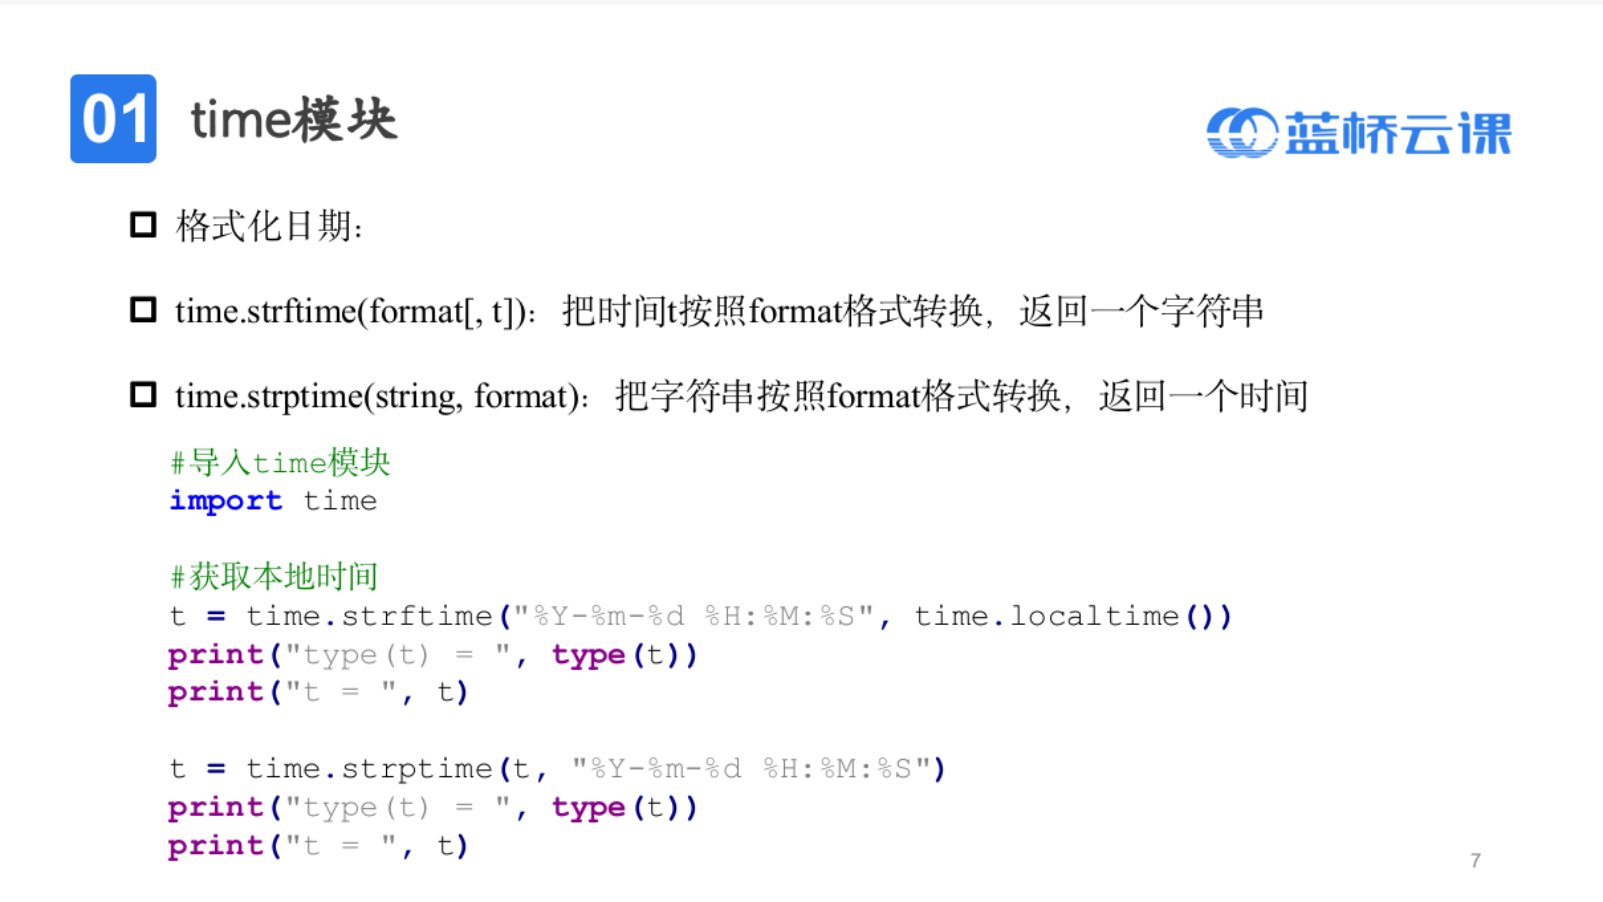 01 time模块
蓝桥云课
格式化日期：
time.strftime(format[, t])：把时间t按照format格式转换，返回一个字符串
time.strptime(string, format)：把字符串按照format格式转换，返回一个时间
#导入time模块
import time
#获取本地时间
t = time.strftime("%Y-%m-%d %H:%M:%S", time.localtime())
print("type(t) = ", type(t))
print("t = ", t)
t = time.strptime(t, "%Y-%m-%d %H:%M:%S")
print("type(t) = ", type(t))
print("t = ", t)
7